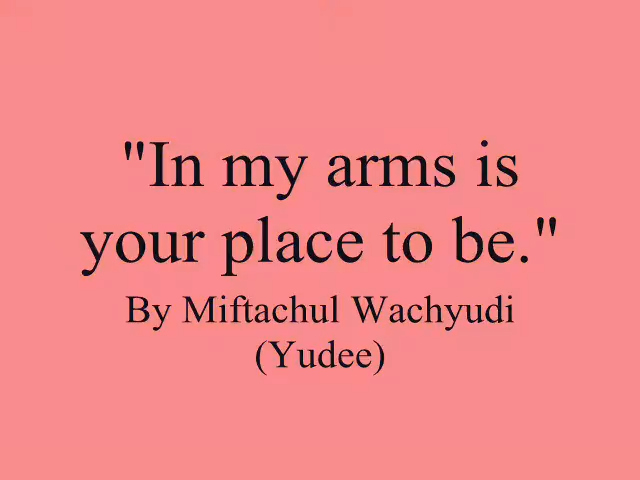 "In my arms is
your place to be."
By Miftachul Wachyudi
(Yudee)